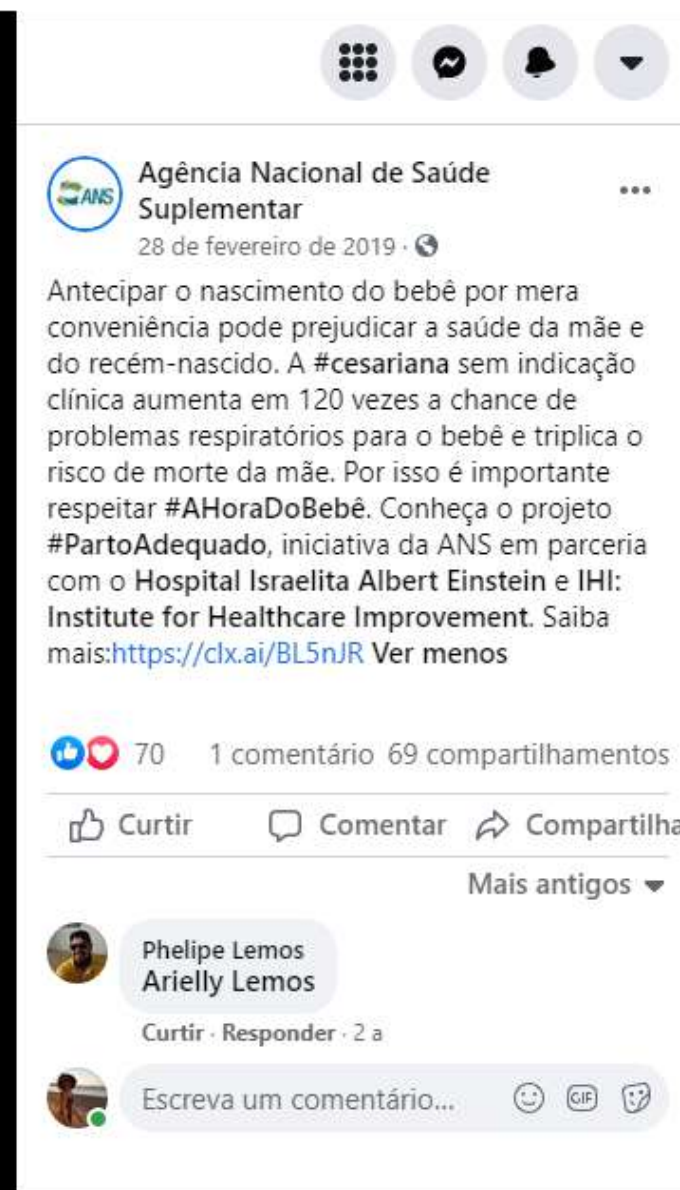 ANS
Agência Nacional de Saúde
Suplementar
28 de fevereiro de 2019 ·
Antecipar o nascimento do bebê por mera
conveniência pode prejudicar a saúde da mãe e
do recém-nascido. A #cesariana sem indicação
clínica aumenta em 120 vezes a chance de
problemas respiratórios para o bebê e triplica o
risco de morte da mãe. Por isso é importante
respeitar #AHoraDoBebê. Conheça o projeto
#PartoAdequado, iniciativa da ANS em parceria
com o Hospital Israelita Albert Einstein e IHI:
Institute for Healthcare Improvement. Saiba
mais:https://clx.ai/BL5nJR Ver menos
70 1 comentário 69 compartilhamentos
Curtir Comentar Compartilha
Mais antigos
Phelipe Lemos
Arielly Lemos
Curtir · Responder · 2 a
Escreva um comentário... GIF